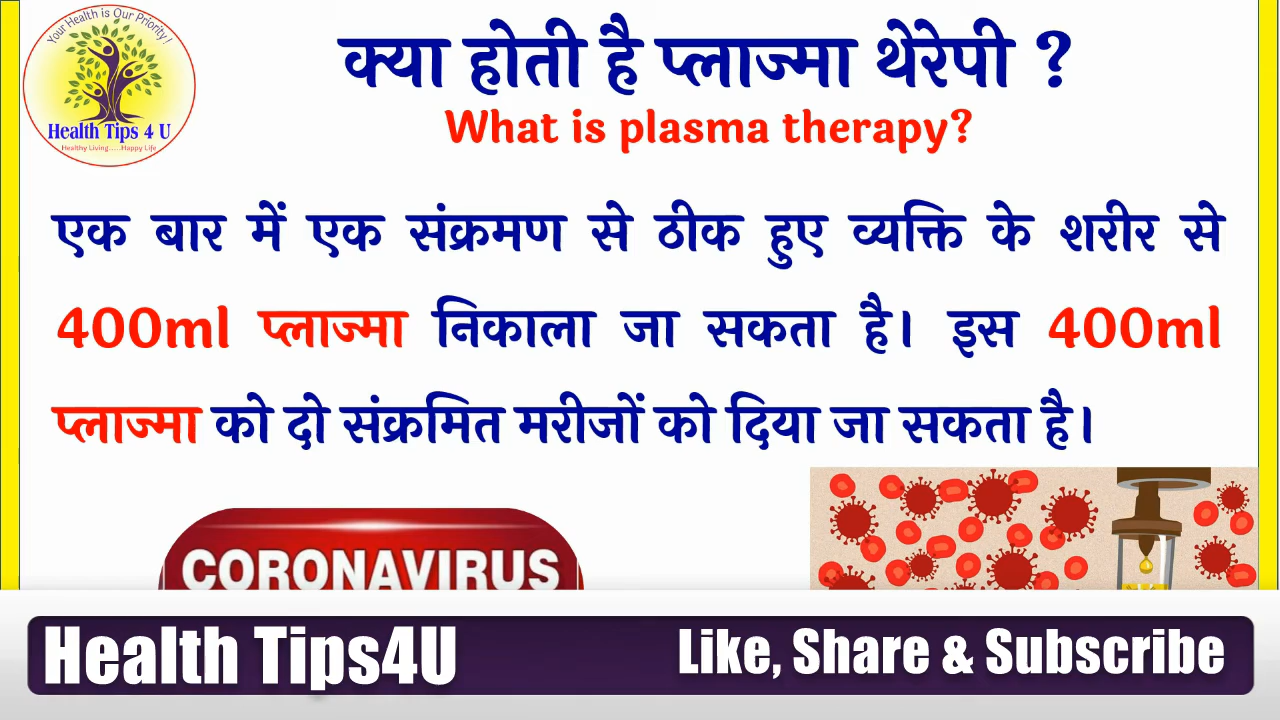 Your Health is Our Priority!
Health Tips 4 U
Healthy Living.....Happy Life
क्या होती है प्लाज्मा थेरेपी ?
What is plasma therapy?
एक बार में एक संक्रमण से ठीक हुए व्यक्ति के शरीर से
400ml प्लाज्मा निकाला जा सकता है। इस 400ml
प्लाज्मा को दो संक्रमित मरीजों को दिया जा सकता है।
CORONAVIRUS
Health Tips4U
Like, Share & Subscribe